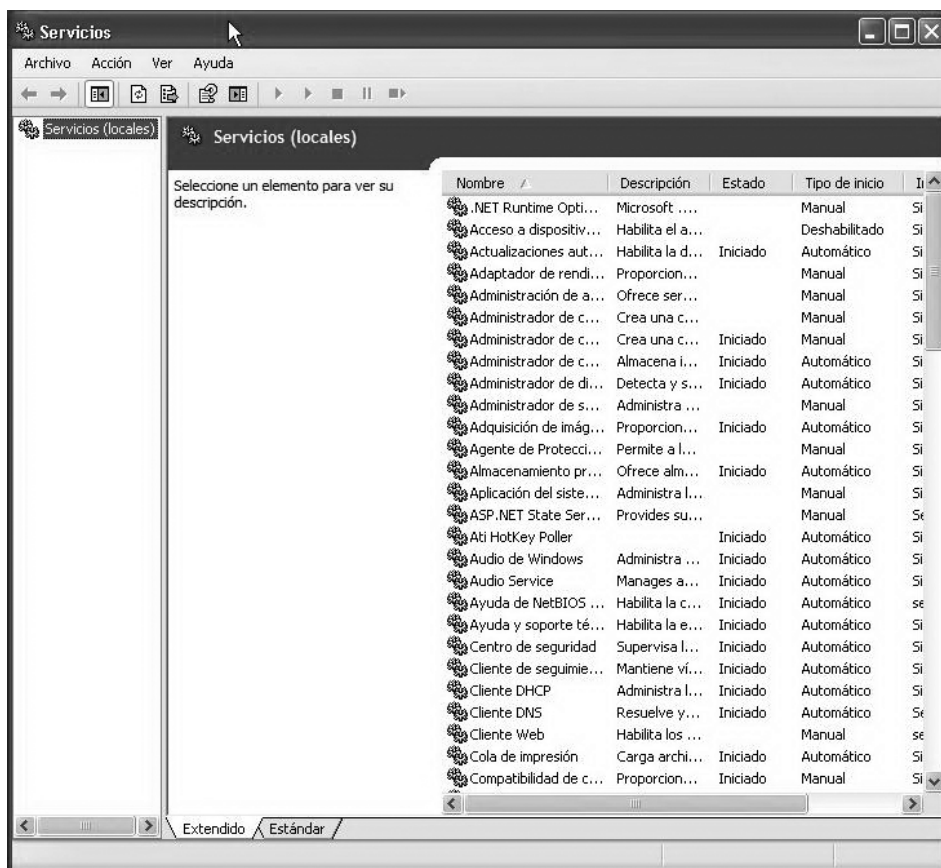 Servicios
Archivo Acción Ver Ayuda
Servicios (locales)
Servicios (locales)
Seleccione un elemento para ver su
descripción.
Nombre Descripción Estado Tipo de inicio
.NET Runtime Opti... Microsoft .... Manual Si
Acceso a dispositiv... Habilita el a... Deshabilitado Si
Actualizaciones aut... Habilita la d... Iniciado Automático Si
Adaptador de rendi... Proporcion... Manual Si
Administración de a... Ofrece ser... Manual Si
Administrador de c... Crea una c... Manual Si
Administrador de c... Crea una c... Iniciado Manual Si
Administrador de c... Almacena i... Iniciado Automático Si
Administrador de di... Detecta y s... Iniciado Automático Si
Administrador de s... Administra ... Manual Si
Adquisición de imág... Proporcion... Iniciado Automático Si
Agente de Protecci... Permite a l... Manual Si
Almacenamiento pr... Ofrece alm... Iniciado Automático Si
Aplicación del siste... Administra l... Manual Si
ASP.NET State Ser... Provides su... Manual Se
Ati HotKey Poller Iniciado Automático Si
Audio de Windows Administra ... Iniciado Automático Si
Audio Service Manages a... Iniciado Automático Si
Ayuda de NetBIOS ... Habilita la c... Iniciado Automático se
Ayuda y soporte té... Habilita la e... Iniciado Automático Si
Centro de seguridad Supervisa l... Iniciado Automático Si
Cliente de seguimie... Mantiene ví... Iniciado Automático Si
Cliente DHCP Administra l... Iniciado Automático Si
Cliente DNS Resuelve y... Iniciado Automático Se
Cliente Web Habilita los ... Manual se
Cola de impresión Carga archi... Iniciado Automático Si
Compatibilidad de c... Proporcion... Iniciado Manual Si
Extendido Estándar